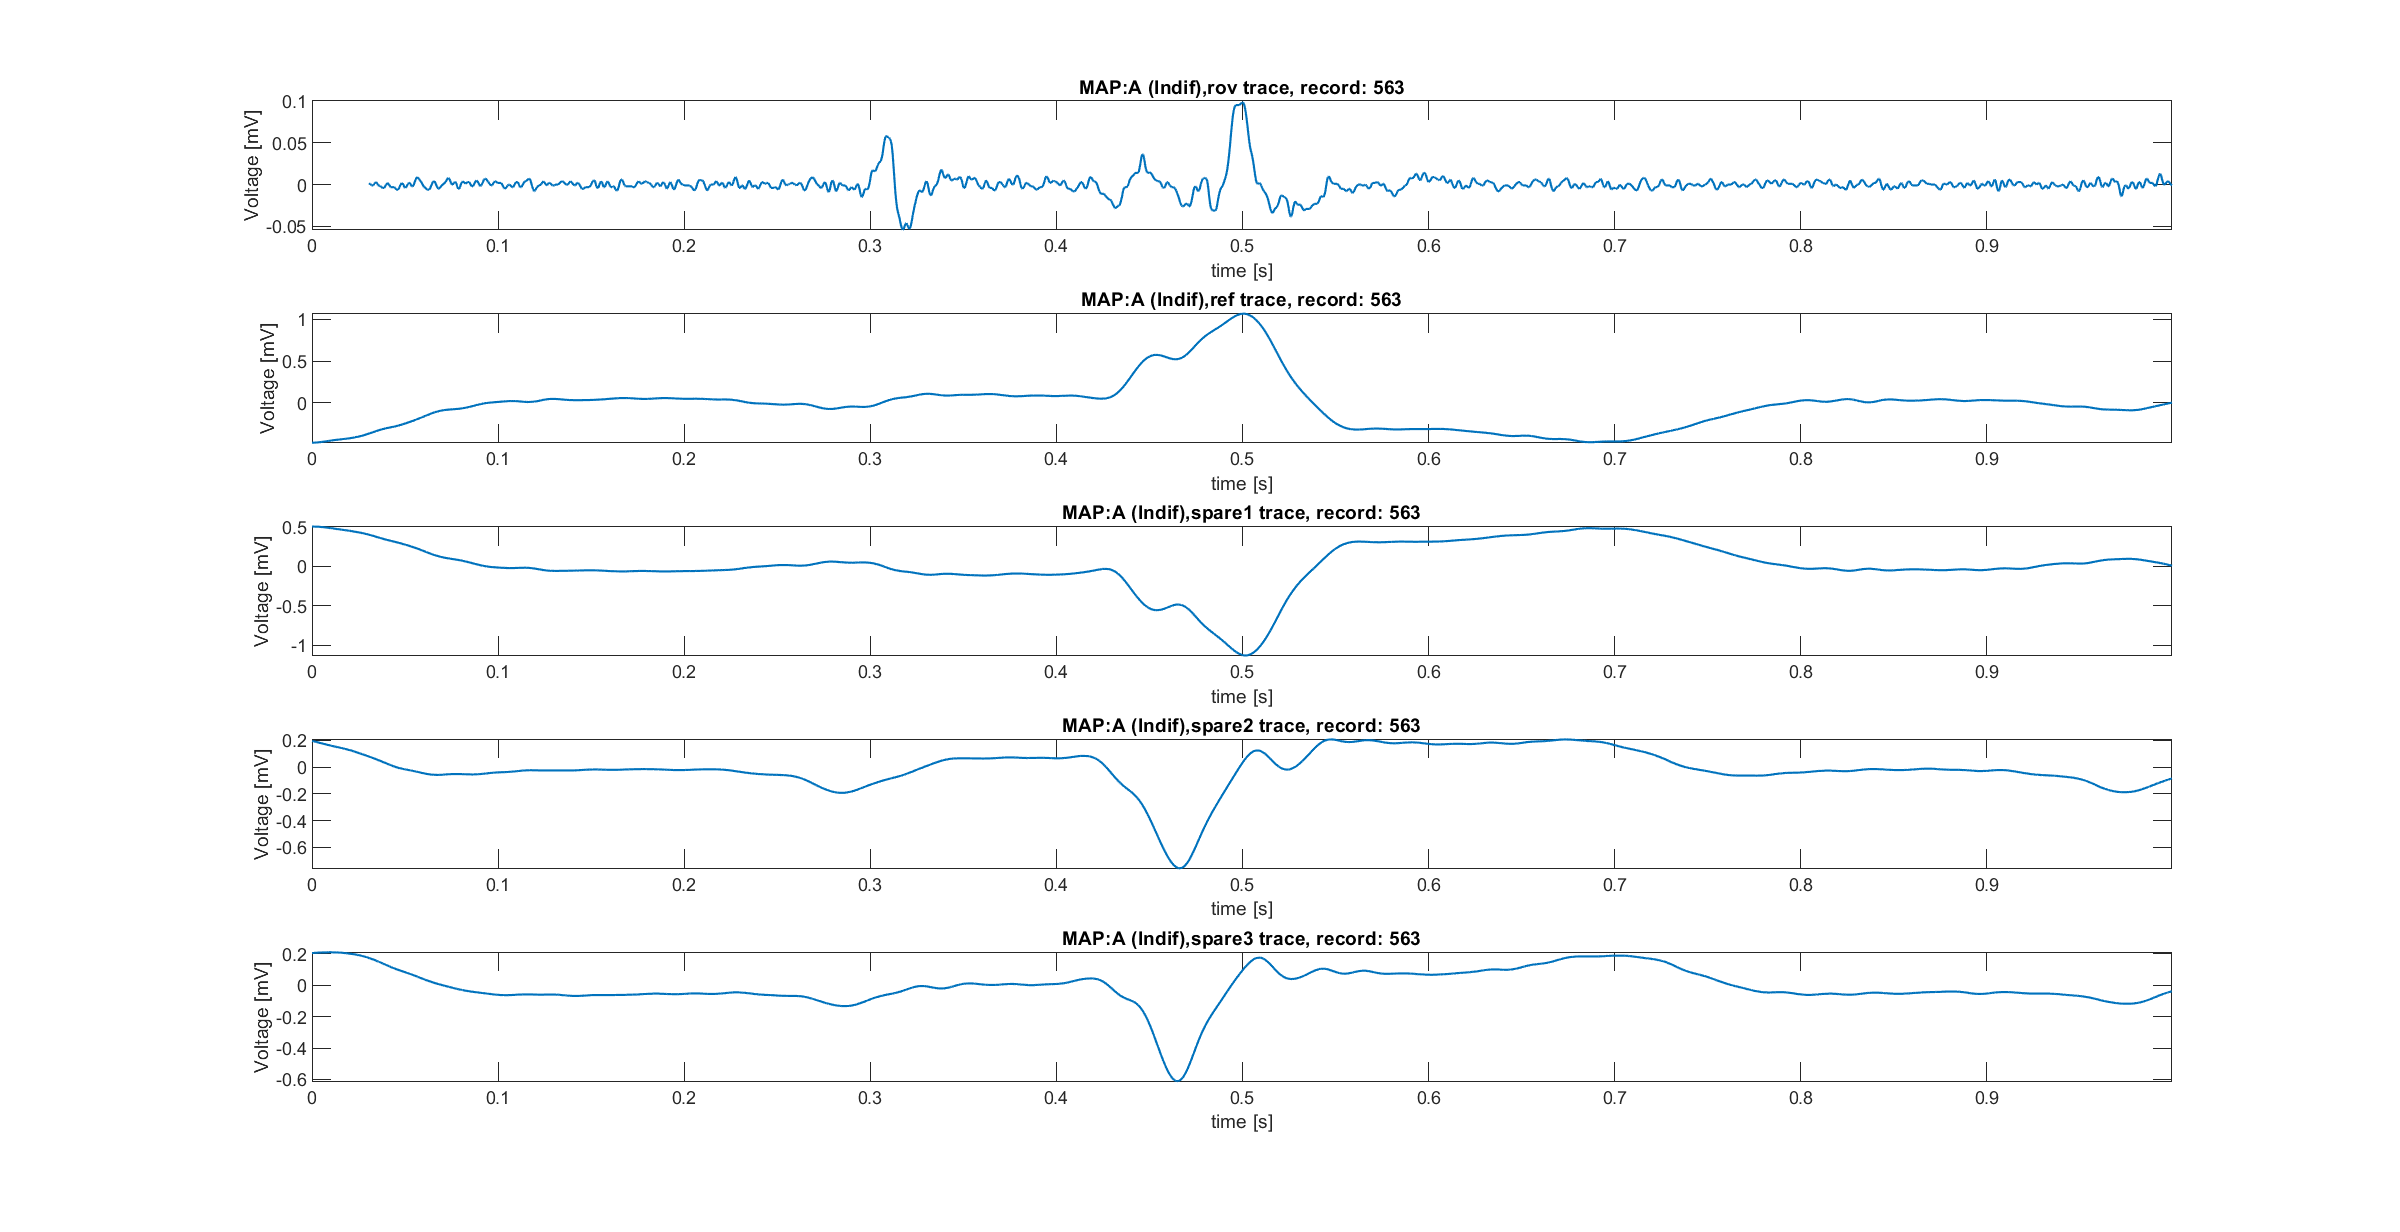 MAP:A (Indif),rov trace, record: 563
Voltage [mV]
0.1
0.05
0
-0.05
0 0.1 0.2 0.3 0.4 0.5 0.6 0.7 0.8 0.9
time [s]
MAP:A (Indif),ref trace, record: 563
Voltage [mV]
1
0.5
0
0 0.1 0.2 0.3 0.4 0.5 0.6 0.7 0.8 0.9
time [s]
MAP:A (Indif),spare1 trace, record: 563
Voltage [mV]
0.5
0
-0.5
-1
0 0.1 0.2 0.3 0.4 0.5 0.6 0.7 0.8 0.9
time [s]
MAP:A (Indif),spare2 trace, record: 563
Voltage [mV]
0.2
0
-0.2
-0.4
-0.6
0 0.1 0.2 0.3 0.4 0.5 0.6 0.7 0.8 0.9
time [s]
MAP:A (Indif),spare3 trace, record: 563
Voltage [mV]
0.2
0
-0.2
-0.4
-0.6
0 0.1 0.2 0.3 0.4 0.5 0.6 0.7 0.8 0.9
time [s]